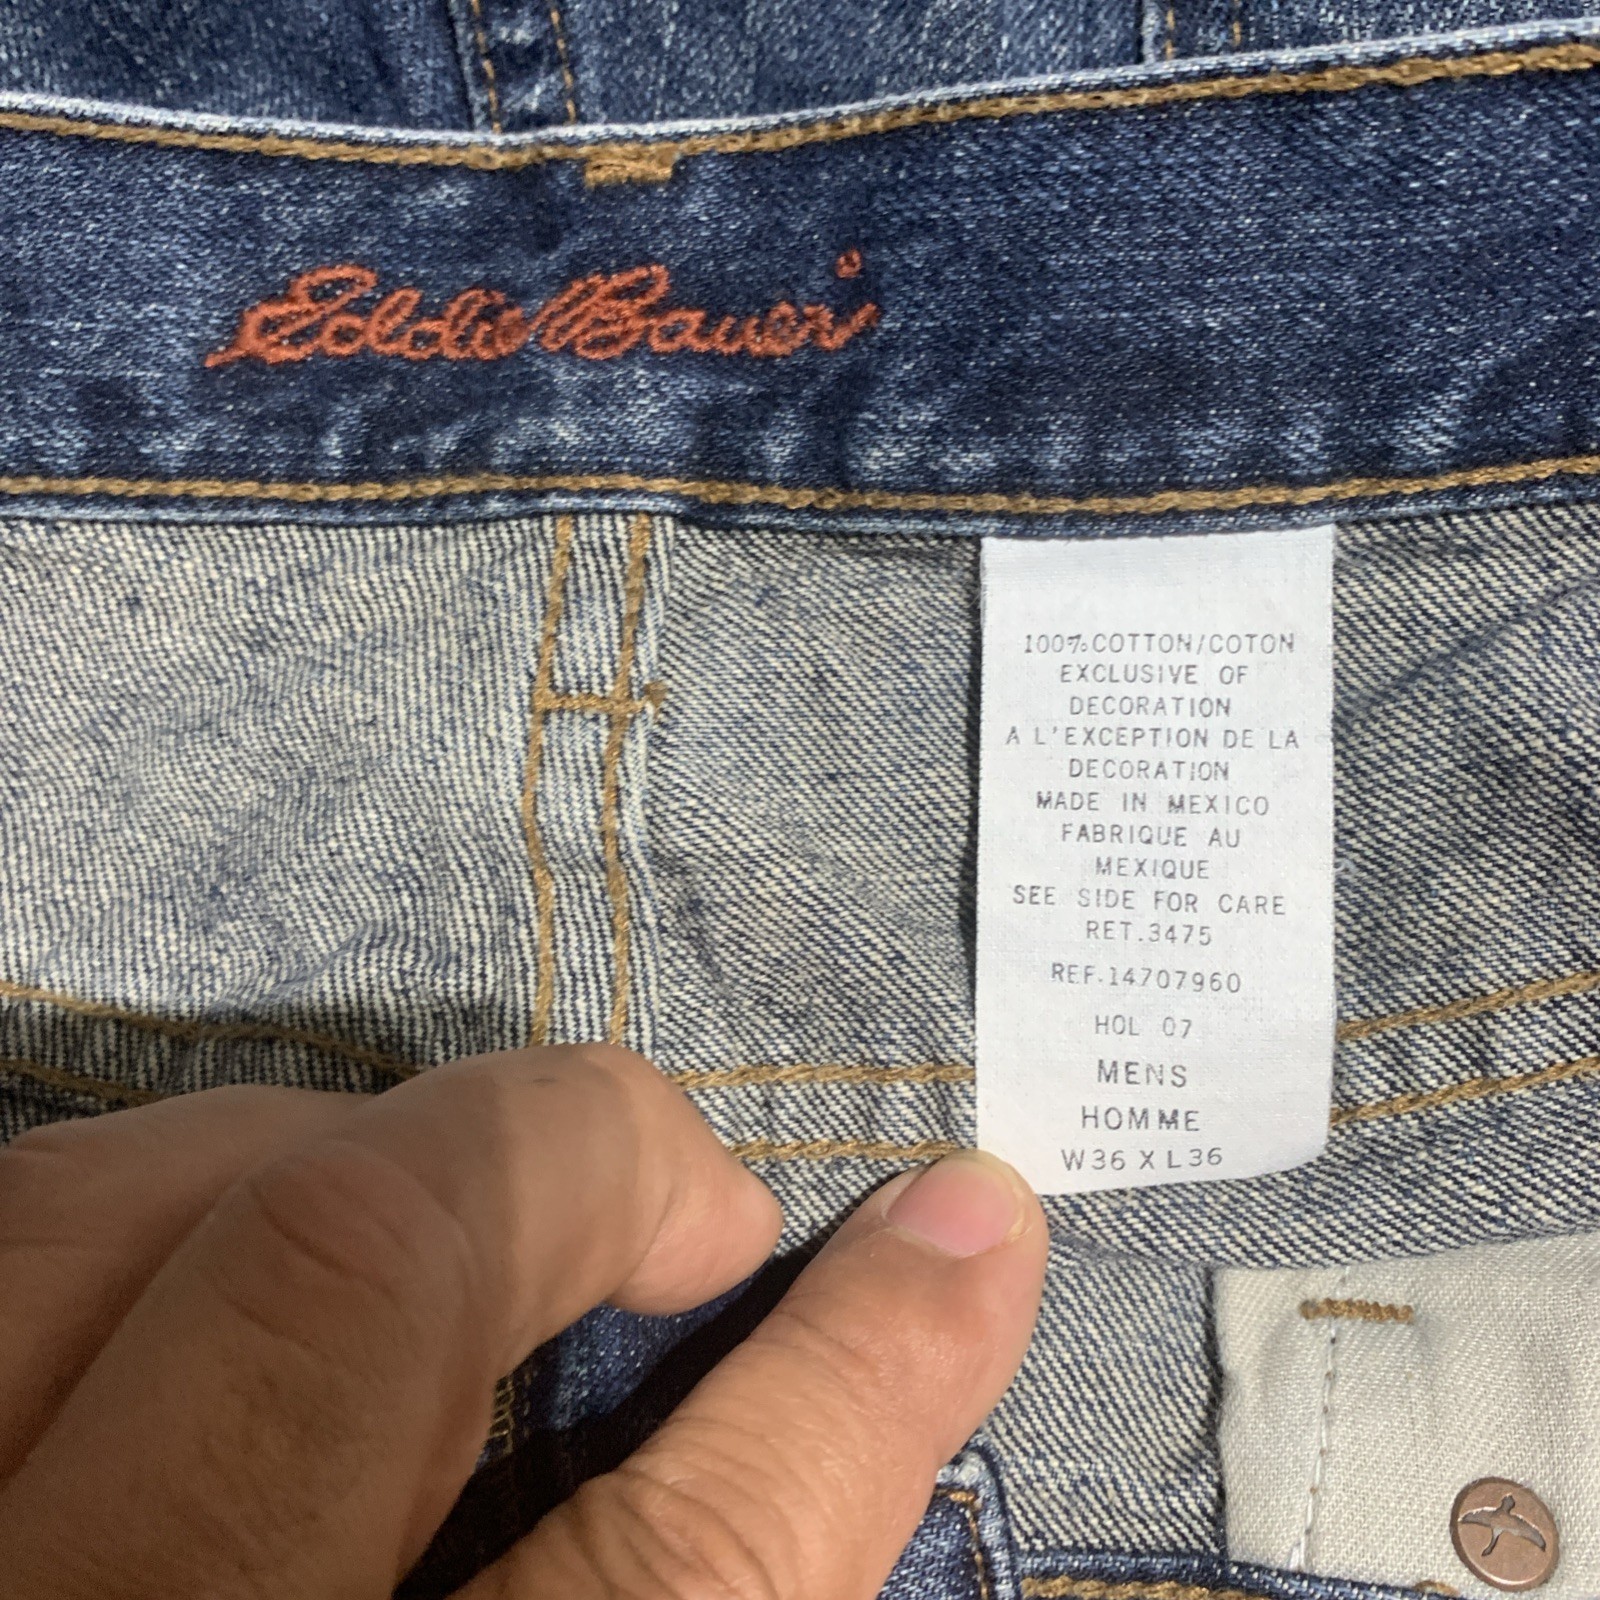 Eddie Bauer
100% COTTON/COTON
EXCLUSIVE OF
DECORATION
A L'EXCEPTION DE LA
DECORATION
MADE IN MEXICO
FABRIQUE AU
MEXIQUE
SEE SIDE FOR CARE
RET.3475
REF.14707960
HOL 07
MENS
HOMME
W36 X L36